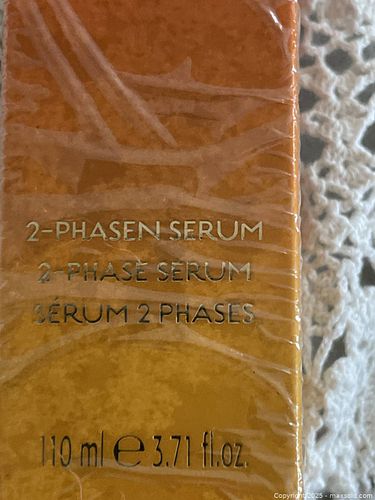 2-PHASEN SERUM
2-PHASE SERUM
SÉRUM 2 PHASES
110 ml ℮ 3.71 fl.oz.
Copyright 2025 - maxsold.com